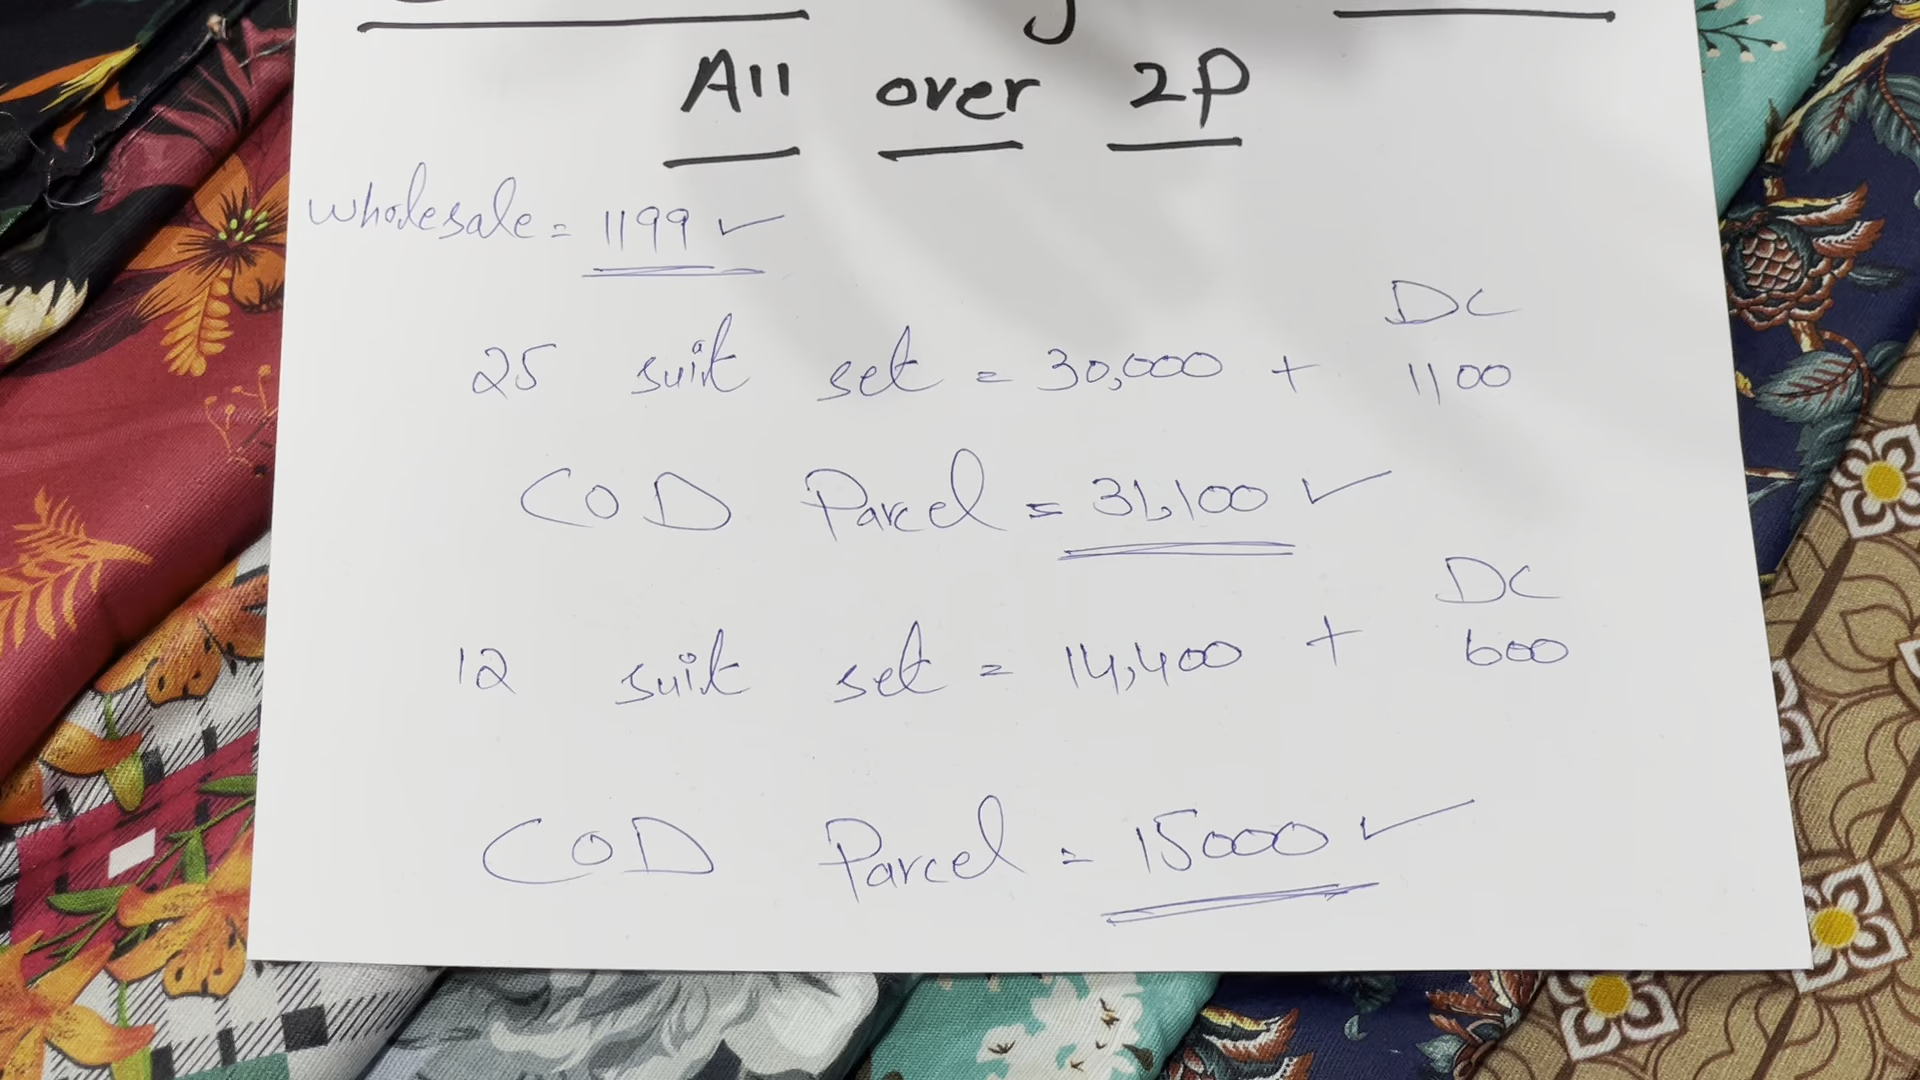 All over 2P
wholesale = 1199 ✓
DC
25 suit set = 30,000 + 1100
COD Parcel = 31,100 ✓
DC
12 suit set = 14,400 + 600
COD Parcel = 15000 ✓